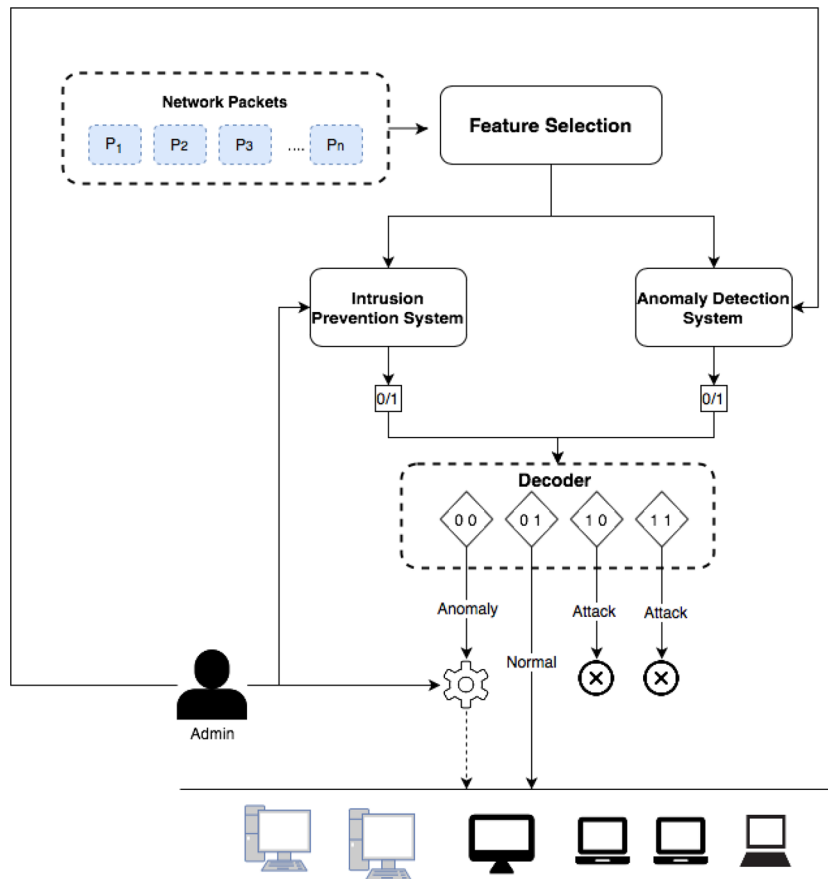 Network Packets
P1 P2 P3 .... Pn
Feature Selection
Intrusion
Prevention System
Anomaly Detection
System
0/1
0/1
Decoder
0 0
0 1
1 0
1 1
Anomaly
Normal
Attack
Attack
Admin